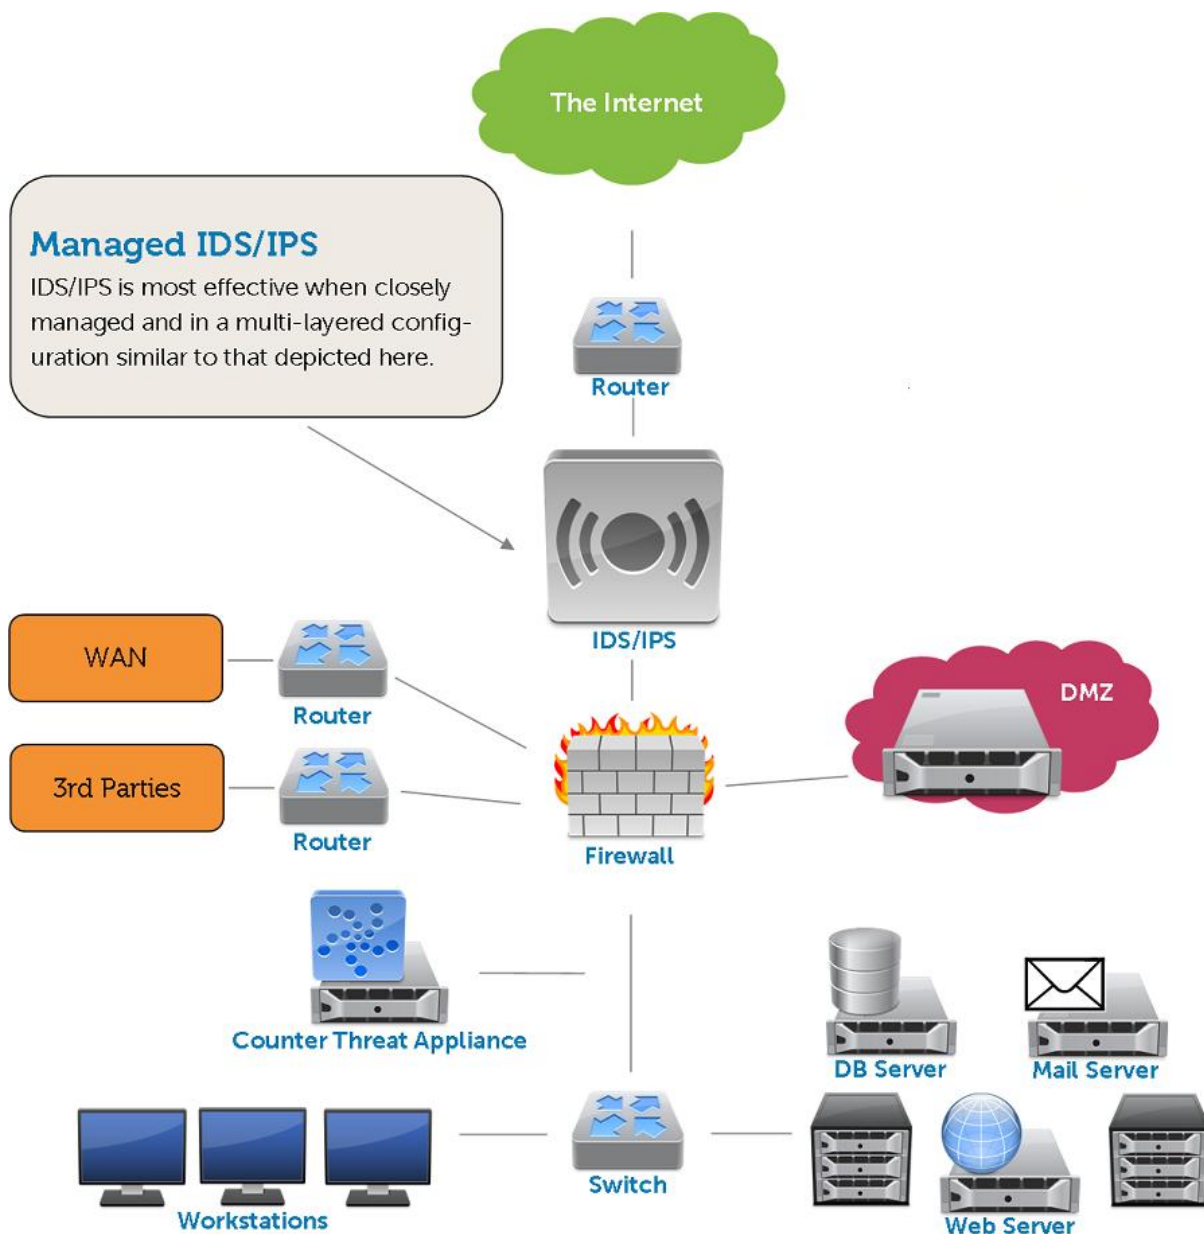 The Internet
Managed IDS/IPS
IDS/IPS is most effective when closely
managed and in a multi-layered config-
uration similar to that depicted here.
Router
IDS/IPS
WAN
Router
DMZ
3rd Parties
Router
Firewall
Counter Threat Appliance
DB Server
Mail Server
Workstations
Switch
Web Server